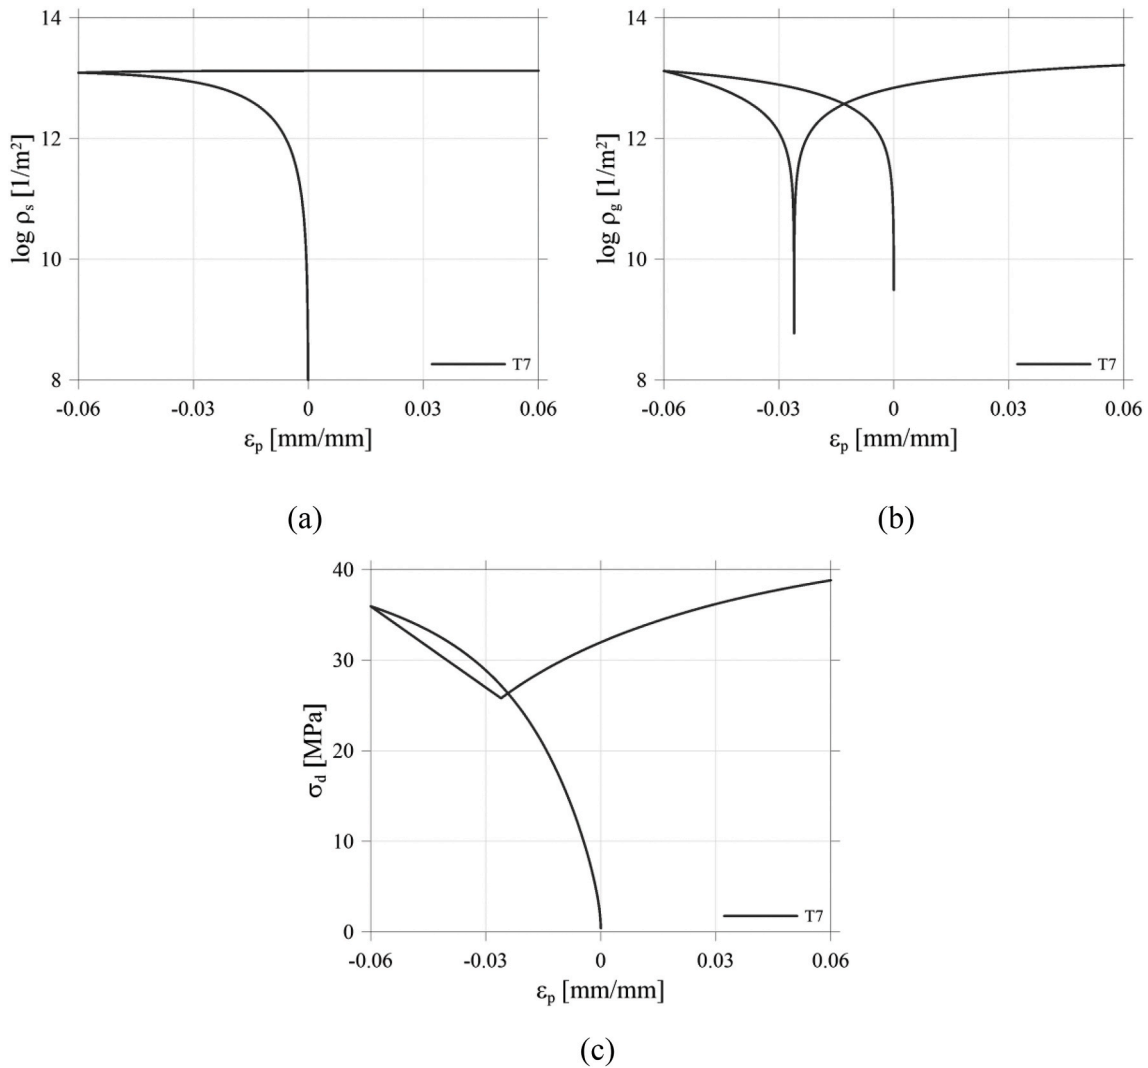 14
12
10
8
log ρs [1/m²]
T7
-0.06 -0.03 0 0.03 0.06
εp [mm/mm]
(a)
14
12
10
8
log ρg [1/m²]
T7
-0.06 -0.03 0 0.03 0.06
εp [mm/mm]
(b)
40
30
20
10
0
σd [MPa]
T7
-0.06 -0.03 0 0.03 0.06
εp [mm/mm]
(c)